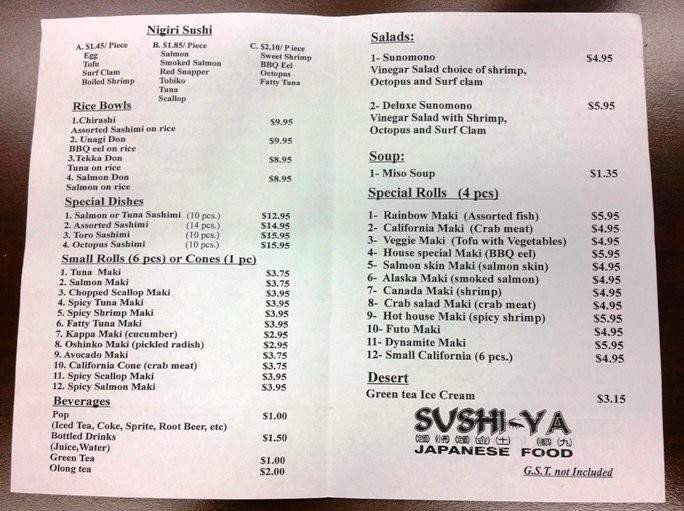 Nigiri Sushi
A. $1.45/ Piece
Egg
Tofu
Surf Clam
Boiled Shrimp
B. $1.85/ Piece
Salmon
Smoked Salmon
Red Snapper
Tobiko
Tuna
Scallop
C. $2.10/ Piece
Sweet Shrimp
BBQ Eel
Octopus
Fatty Tuna
Rice Bowls
1.Chirashi $9.95
Assorted Sashimi on rice
2. Unagi Don $9.95
BBQ eel on rice
3.Tekka Don $8.95
Tuna on rice
4. Salmon Don $8.95
Salmon on rice
Special Dishes
1. Salmon or Tuna Sashimi (10 pcs.) $12.95
2. Assorted Sashimi (14 pcs.) $14.95
3. Toro Sashimi (10 pcs.) $15.95
4. Octopus Sashimi (10 pcs.) $15.95
Small Rolls (6 pcs) or Cones (1 pc)
1. Tuna Maki $3.75
2. Salmon Maki $3.75
3. Chopped Scallop Maki $3.95
4. Spicy Tuna Maki $3.95
5. Spicy Shrimp Maki $3.95
6. Fatty Tuna Maki $3.95
7. Kappa Maki (cucumber) $2.95
8. Oshinko Maki (pickled radish) $2.95
9. Avocado Maki $3.75
10. California Cone (crab meat) $3.75
11. Spicy Scallop Maki $3.95
12. Spicy Salmon Maki $3.95
Beverages
Pop $1.00
(Iced Tea, Coke, Sprite, Root Beer, etc)
Bottled Drinks $1.50
(Juice,Water)
Green Tea $1.00
Olong tea $2.00
Salads:
1- Sunomono $4.95
Vinegar Salad choice of shrimp,
Octopus and Surf clam
2- Deluxe Sunomono $5.95
Vinegar Salad with Shrimp,
Octopus and Surf Clam
Soup:
1- Miso Soup $1.35
Special Rolls (4 pcs)
1- Rainbow Maki (Assorted fish) $5.95
2- California Maki (Crab meat) $4.95
3- Veggie Maki (Tofu with Vegetables) $4.95
4- House special Maki (BBQ eel) $5.95
5- Salmon skin Maki (salmon skin) $4.95
6- Alaska Maki (smoked salmon) $4.95
7- Canada Maki (shrimp) $4.95
8- Crab salad Maki (crab meat) $4.95
9- Hot house Maki (spicy shrimp) $5.95
10- Futo Maki $4.95
11- Dynamite Maki $5.95
12- Small California (6 pcs.) $4.95
Desert
Green tea Ice Cream $3.15
SUSHI-YA
JAPANESE FOOD
G.S.T. not Included